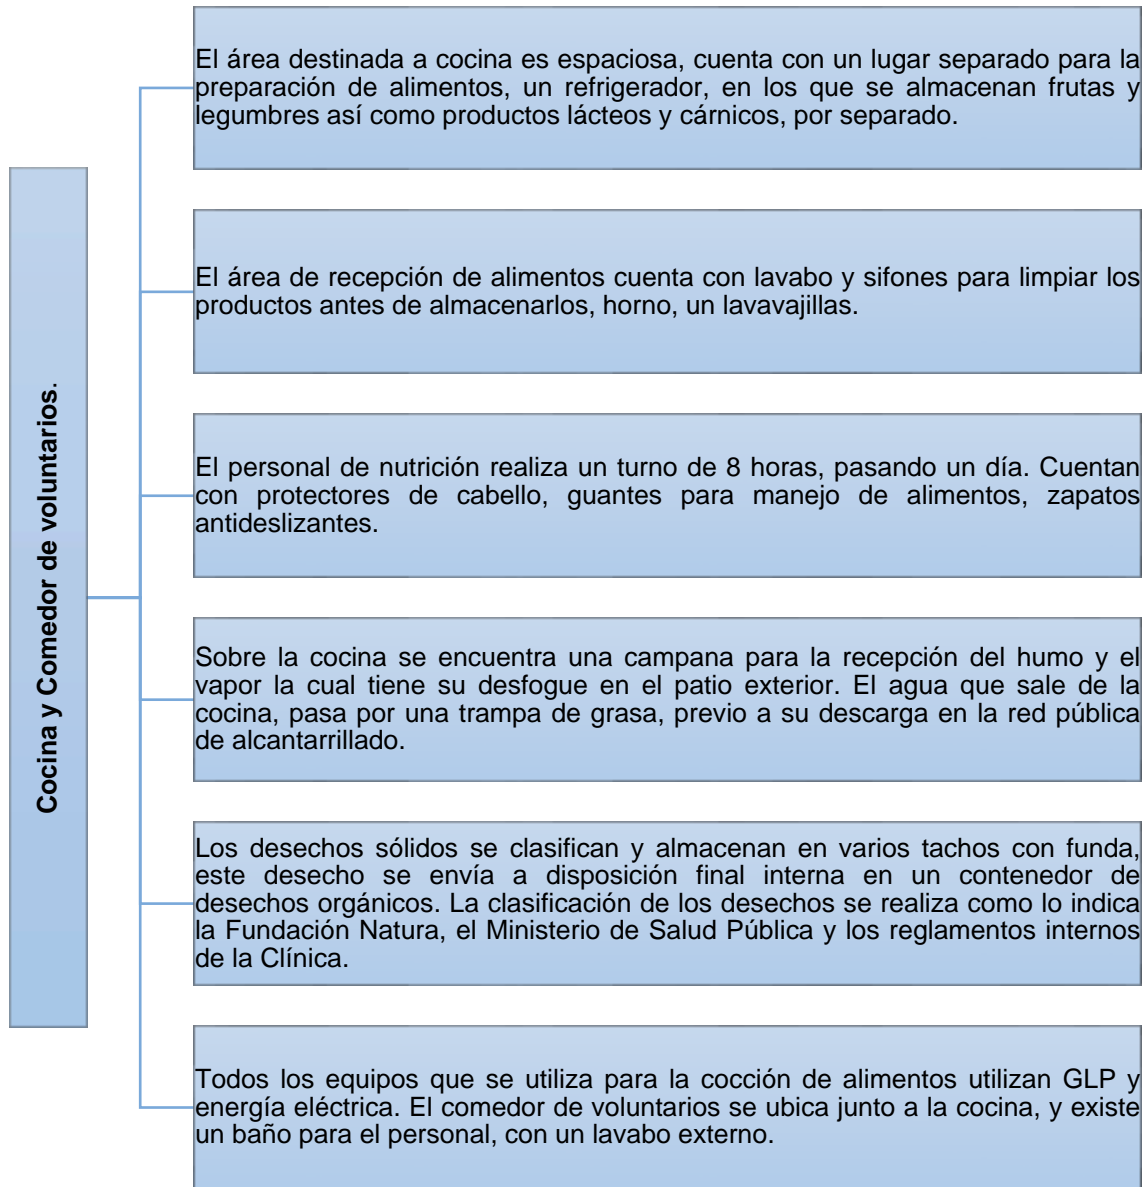 Cocina y Comedor de voluntarios.
El área destinada a cocina es espaciosa, cuenta con un lugar separado para la
preparación de alimentos, un refrigerador, en los que se almacenan frutas y
legumbres así como productos lácteos y cárnicos, por separado.
El área de recepción de alimentos cuenta con lavabo y sifones para limpiar los
productos antes de almacenarlos, horno, un lavavajillas.
El personal de nutrición realiza un turno de 8 horas, pasando un día. Cuentan
con protectores de cabello, guantes para manejo de alimentos, zapatos
antideslizantes.
Sobre la cocina se encuentra una campana para la recepción del humo y el
vapor la cual tiene su desfogue en el patio exterior. El agua que sale de la
cocina, pasa por una trampa de grasa, previo a su descarga en la red pública
de alcantarrillado.
Los desechos sólidos se clasifican y almacenan en varios tachos con funda,
este desecho se envía a disposición final interna en un contenedor de
desechos orgánicos. La clasificación de los desechos se realiza como lo indica
la Fundación Natura, el Ministerio de Salud Pública y los reglamentos internos
de la Clínica.
Todos los equipos que se utiliza para la cocción de alimentos utilizan GLP y
energía eléctrica. El comedor de voluntarios se ubica junto a la cocina, y existe
un baño para el personal, con un lavabo externo.